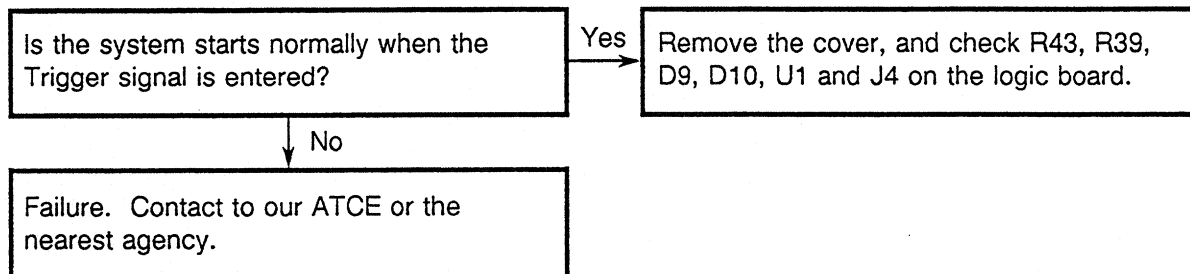 Is the system starts normally when the
Trigger signal is entered?
Yes
Remove the cover, and check R43, R39,
D9, D10, U1 and J4 on the logic board.
No
Failure. Contact to our ATCE or the
nearest agency.